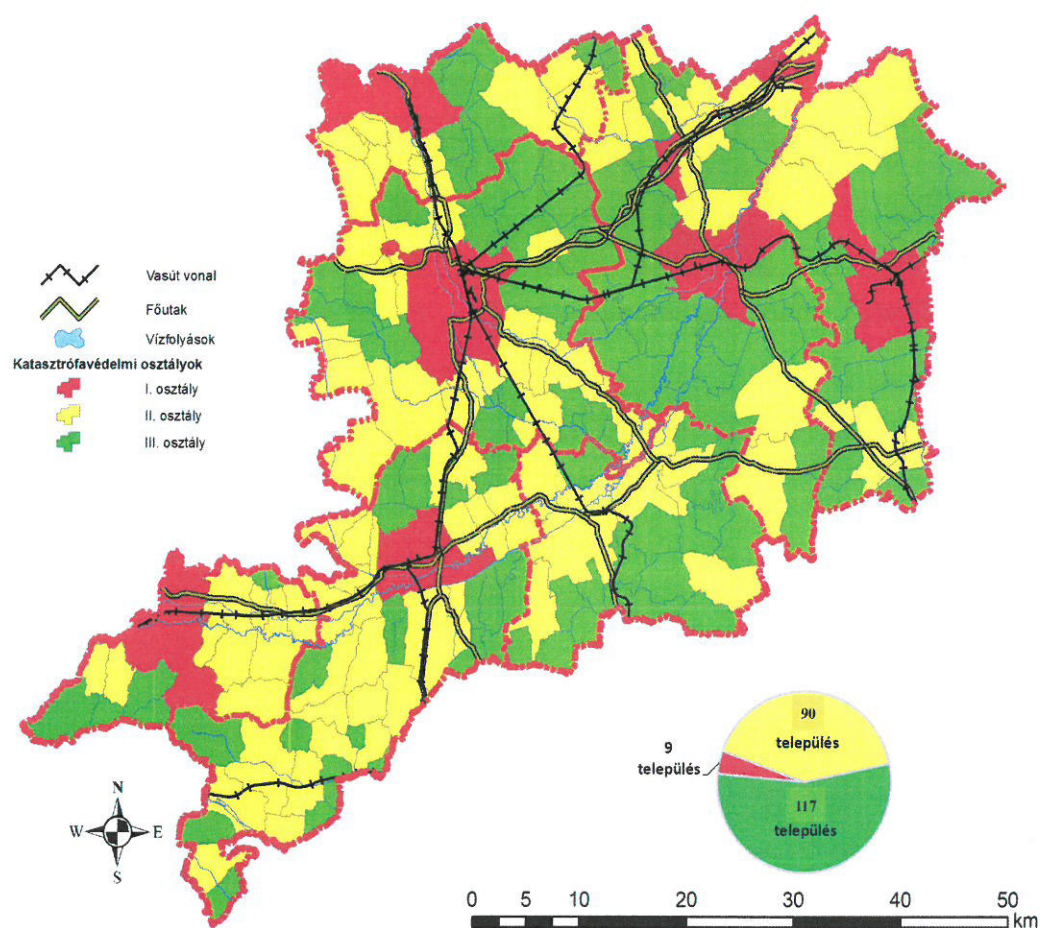 Vasút vonal
Főutak
Vízfolyások
Katasztrófavédelmi osztályok
I. osztály
II. osztály
III. osztály
90
település
9
település
117
település
N
W E
S
0 5 10 20 30 40 50
km